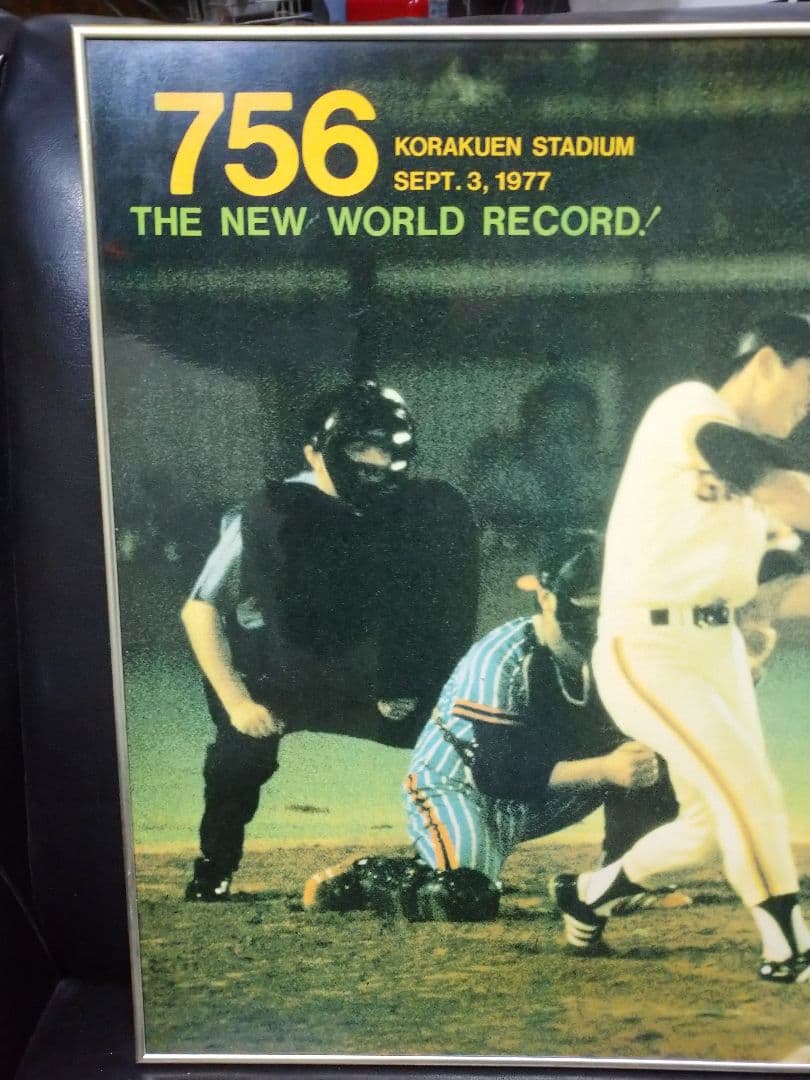 756
KORAKUEN STADIUM
SEPT. 3, 1977
THE NEW WORLD RECORD!